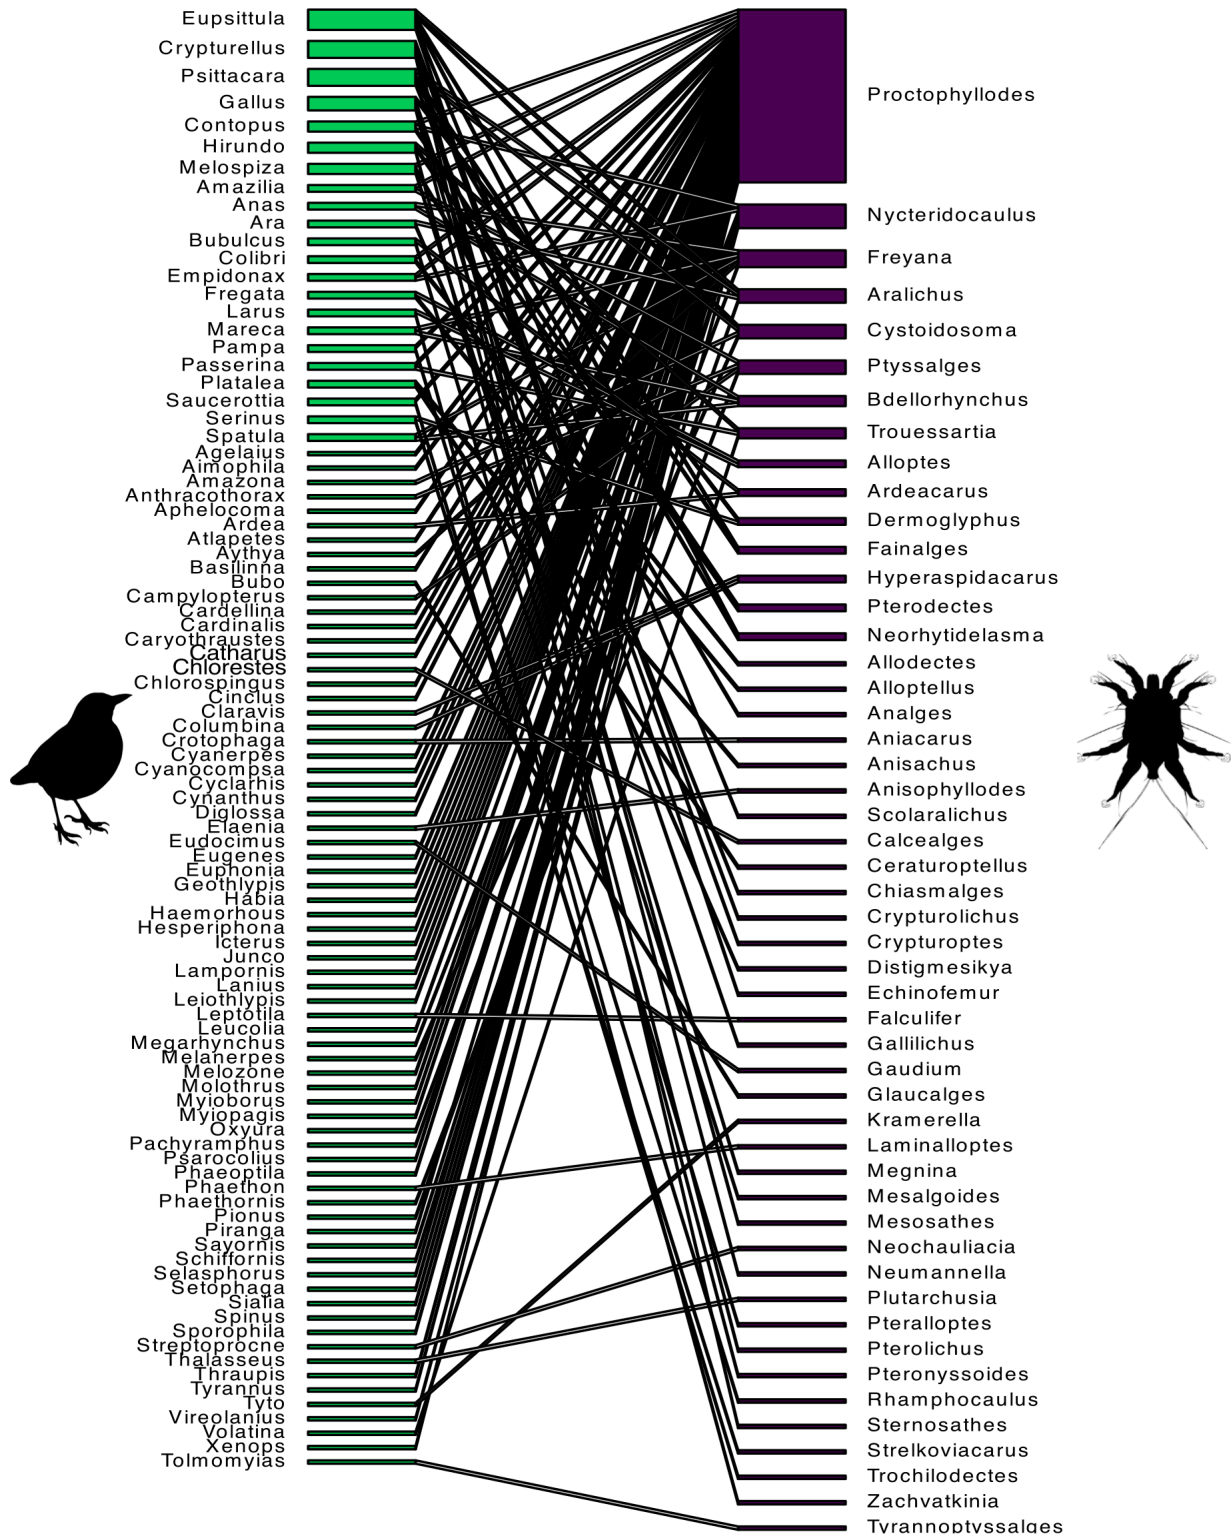 Eupsittula
Crypturellus
Psittacara
Gallus
Contopus
Hirundo
Melospiza
Amazilia
Anas
Ara
Bubulcus
Colibri
Empidonax
Fregata
Larus
Mareca
Pampa
Passerina
Platalea
Saucerottia
Serinus
Spatula
Agelaius
Aimophila
Amazona
Anthracothorax
Aphelocoma
Ardea
Atlapetes
Aythya
Basilinna
Bubo
Campylopterus
Cardellina
Cardinalis
Caryothraustes
Catharus
Chlorestes
Chlorospingus
Cinclus
Claravis
Columbina
Crotophaga
Cyanerpes
Cyanocompsa
Cyclarhis
Cynanthus
Diglossa
Elaenia
Eudocimus
Eugenes
Euphonia
Geothlypis
Habia
Haemorhous
Hesperiphona
Icterus
Junco
Lampornis
Lanius
Leiothlypis
Leptotila
Leucolia
Megarhynchus
Melanerpes
Melozone
Molothrus
Myioborus
Myiopagis
Oxyura
Pachyramphus
Psarocolius
Phaeoptila
Phaethon
Phaethornis
Pionus
Piranga
Sayornis
Schiffornis
Selasphorus
Setophaga
Sialia
Spinus
Sporophila
Streptoprocne
Thalasseus
Thraupis
Tyrannus
Tyto
Vireolanius
Volatina
Xenops
Tolmomyias
Proctophyllodes
Nycteridocaulus
Freyana
Aralichus
Cystoidosoma
Ptyssalges
Bdellorhynchus
Trouessartia
Alloptes
Ardeacarus
Dermoglyphus
Fainalges
Hyperaspidacarus
Pterodectes
Neorhytidelasma
Allodectes
Alloptellus
Analges
Aniacarus
Anisachus
Anisophyllodes
Scolaralichus
Calcealges
Ceraturoptellus
Chiasmalges
Crypturolichus
Crypturoptes
Distigmesikya
Echinofemur
Falculifer
Gallilichus
Gaudium
Glaucalges
Kramerella
Laminalloptes
Megnina
Mesalgoides
Mesosathes
Neochauliacia
Neumannella
Plutarchusia
Pteralloptes
Pterolichus
Pteronyssoides
Rhamphocaulus
Sternosathes
Strelkoviacarus
Trochilodectes
Zachvatkinia
Tyrannoptyssalges